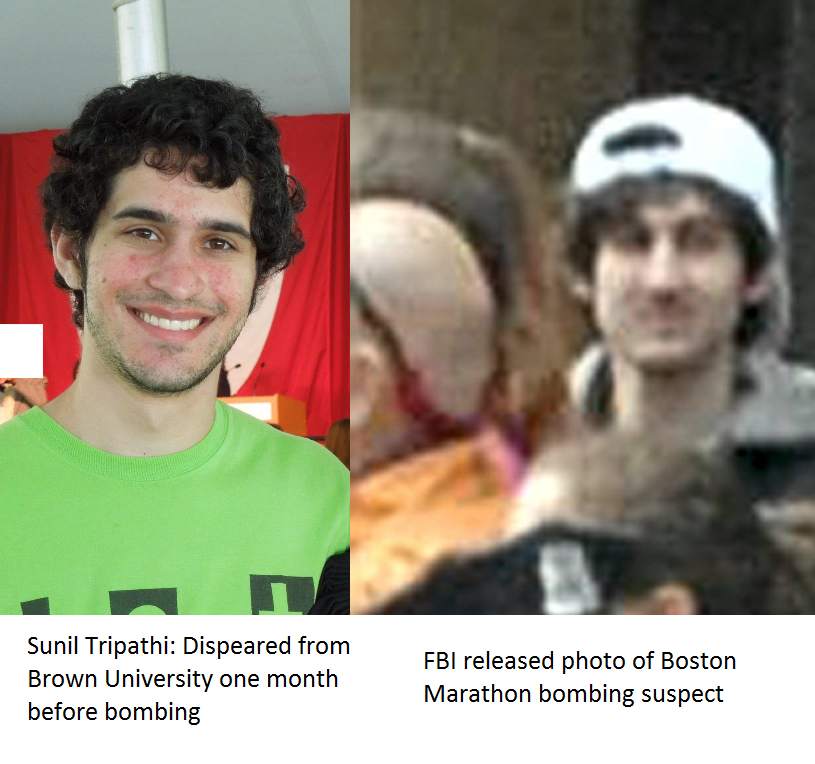 Sunil Tripathi: Dispeared from
Brown University one month
before bombing
FBI released photo of Boston
Marathon bombing suspect